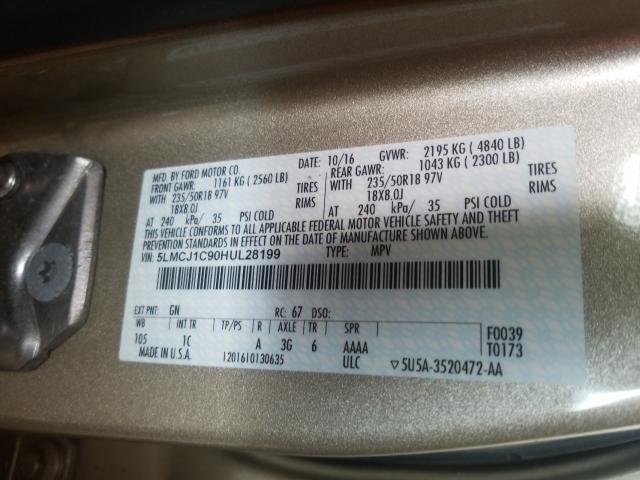 MFD. BY FORD MOTOR CO. DATE: 10/16 GVWR: 2195 KG ( 4840 LB)
FRONT GAWR: 1161 KG ( 2560 LB) REAR GAWR: 1043 KG ( 2300 LB)
WITH 235/50R18 97V TIRES WITH 235/50R18 97V TIRES
18X8.0J RIMS 18X8.0J RIMS
AT 240 kPa/ 35 PSI COLD AT 240 kPa/ 35 PSI COLD
THIS VEHICLE CONFORMS TO ALL APPLICABLE FEDERAL MOTOR VEHICLE SAFETY AND THEFT
PREVENTION STANDARDS IN EFFECT ON THE DATE OF MANUFACTURE SHOWN ABOVE.
VIN: 5LMCJ1C90HUL28199 TYPE: MPV
EXT PNT: GN RC: 67 DSO:
WB INT TR TP/PS R AXLE TR SPR F0039
105 1C A 3G 6 AAAA T0173
MADE IN U.S.A. 1201610130635 ULC ▽5U5A-3520472-AA